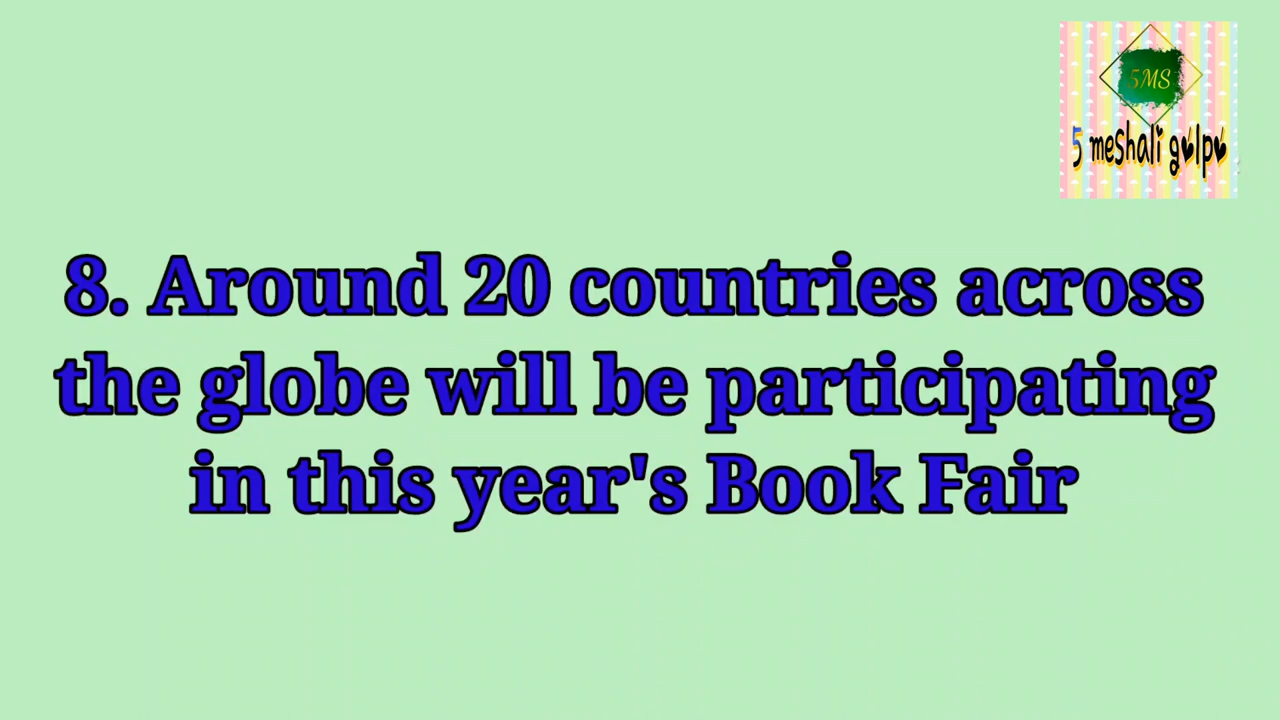 5MS
5 meshali golpo
8. Around 20 countries across
the globe will be participating
in this year's Book Fair